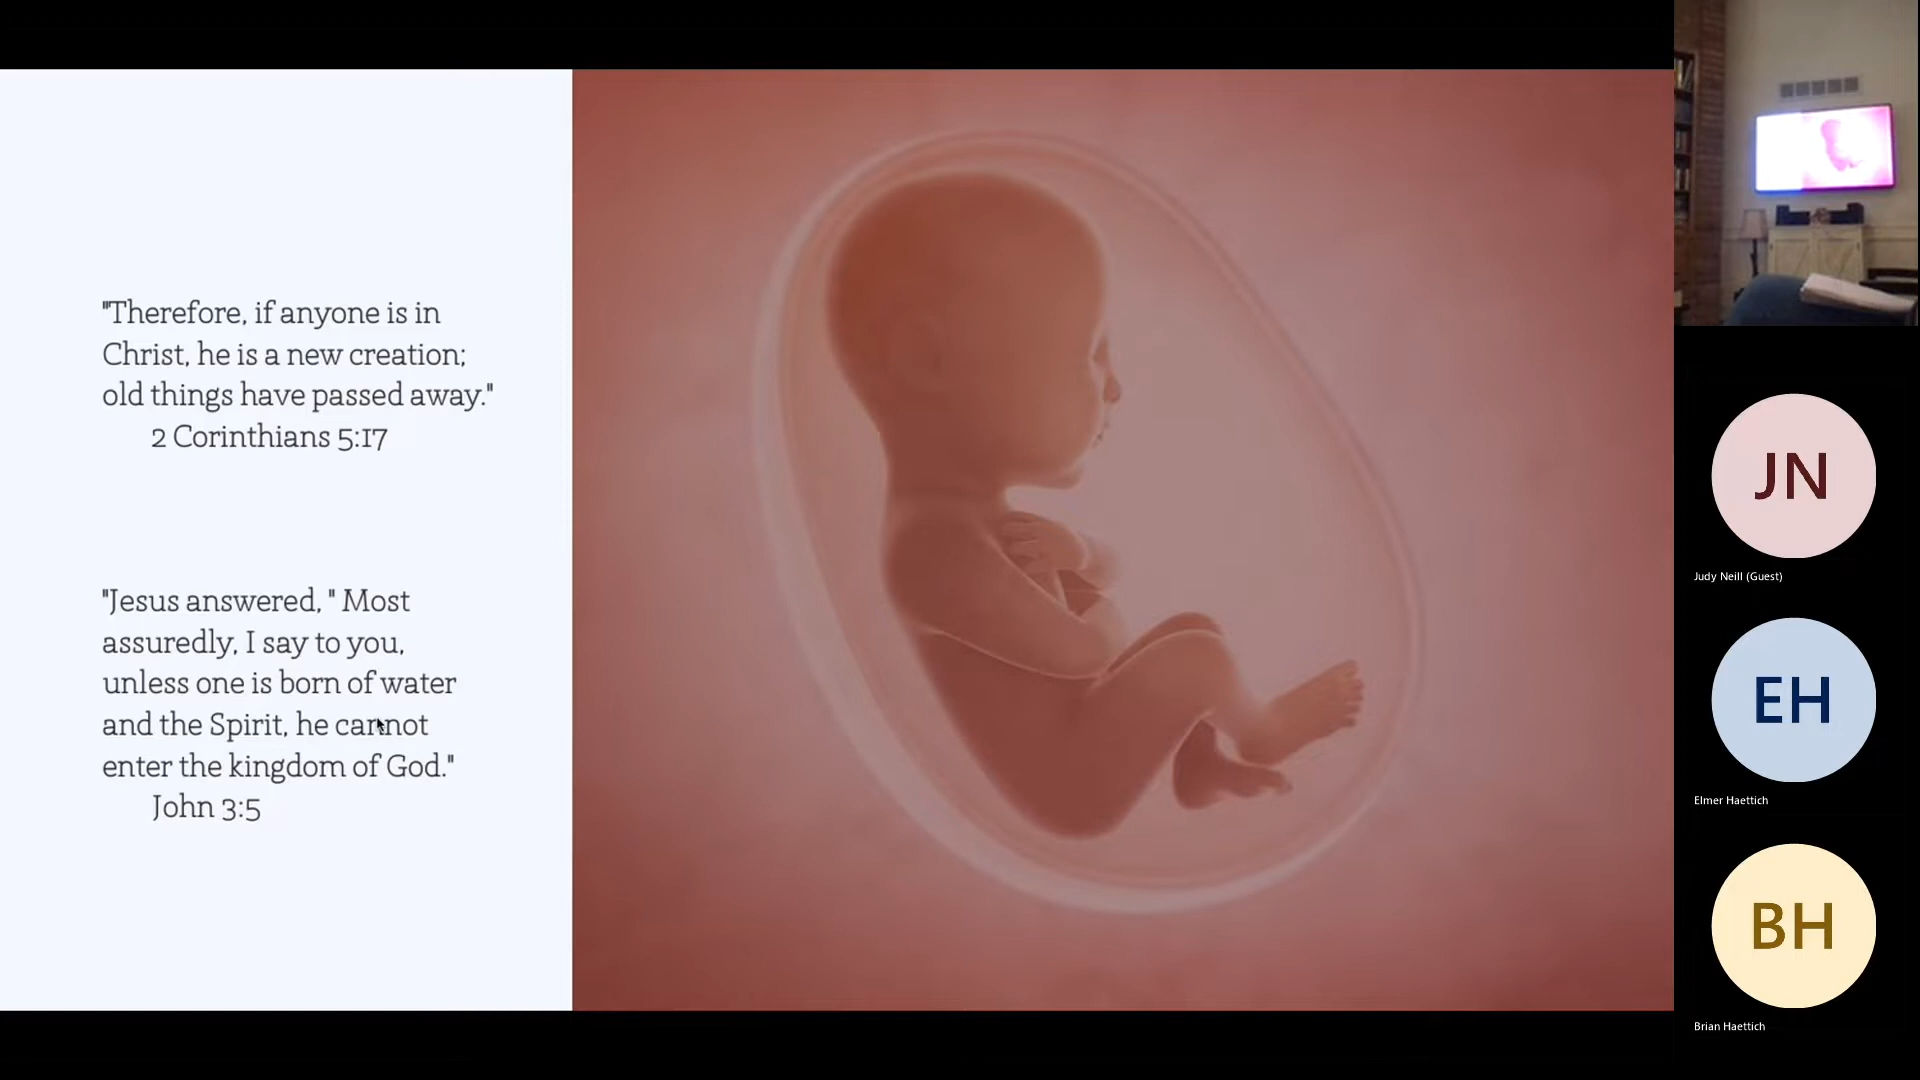 "Therefore, if anyone is in
Christ, he is a new creation;
old things have passed away."
2 Corinthians 5:17
"Jesus answered, " Most
assuredly, I say to you,
unless one is born of water
and the Spirit, he cannot
enter the kingdom of God."
John 3:5
JN
Judy Neill (Guest)
EH
Elmer Haettich
BH
Brian Haettich